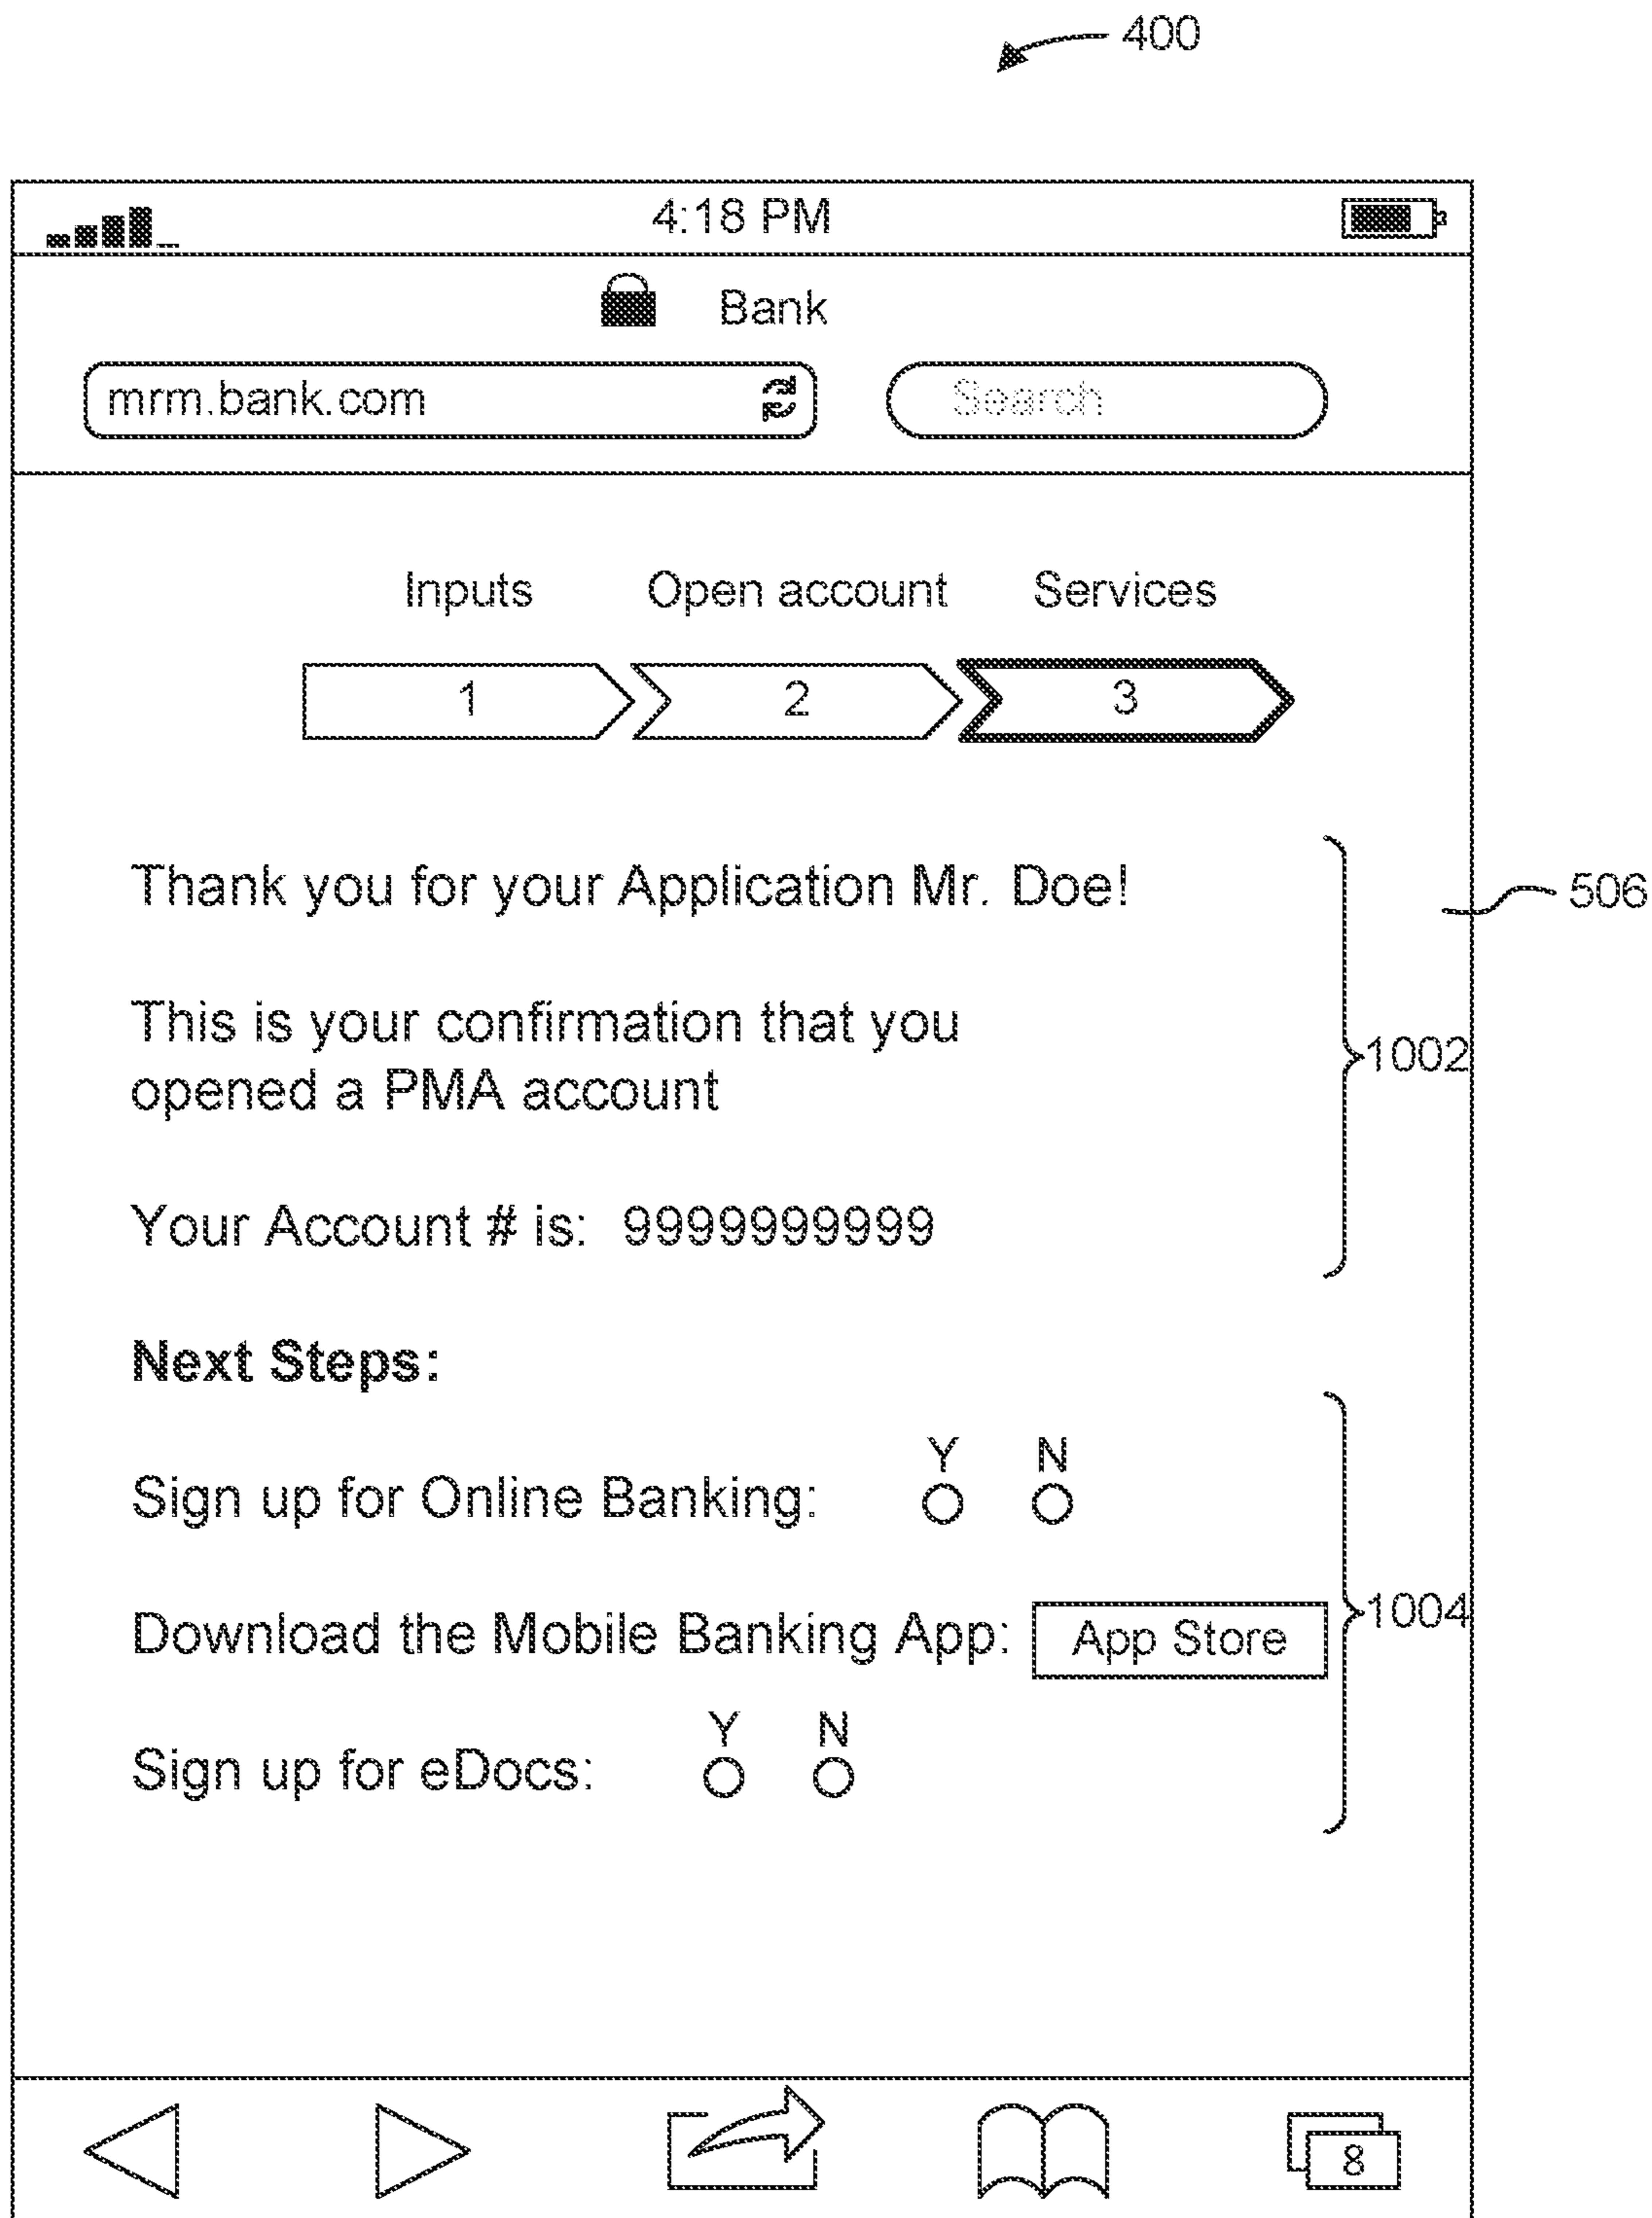 400
4:18 PM
Bank
mrm.bank.com
Search
Inputs Open account Services
1 2 3
Thank you for your Application Mr. Doe!
506
This is your confirmation that you
opened a PMA account
1002
Your Account # is: 9999999999
Next Steps:
Y N
Sign up for Online Banking:
Download the Mobile Banking App: App Store
1004
Y N
Sign up for eDocs:
8